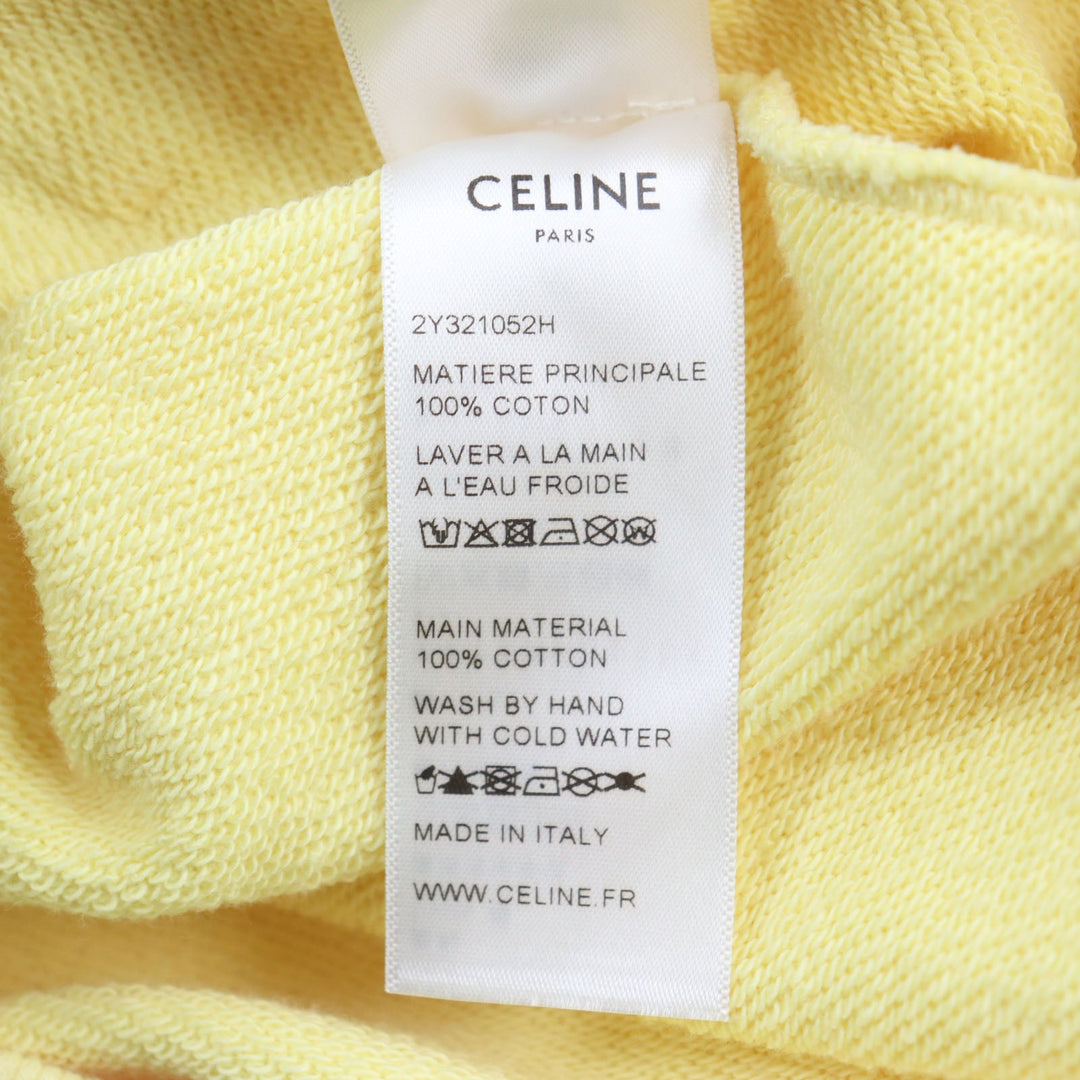 CELINE
PARIS
2Y321052H
MATIERE PRINCIPALE
100% COTON
LAVER A LA MAIN
A L'EAU FROIDE
MAIN MATERIAL
100% COTTON
WASH BY HAND
WITH COLD WATER
MADE IN ITALY
WWW.CELINE.FR